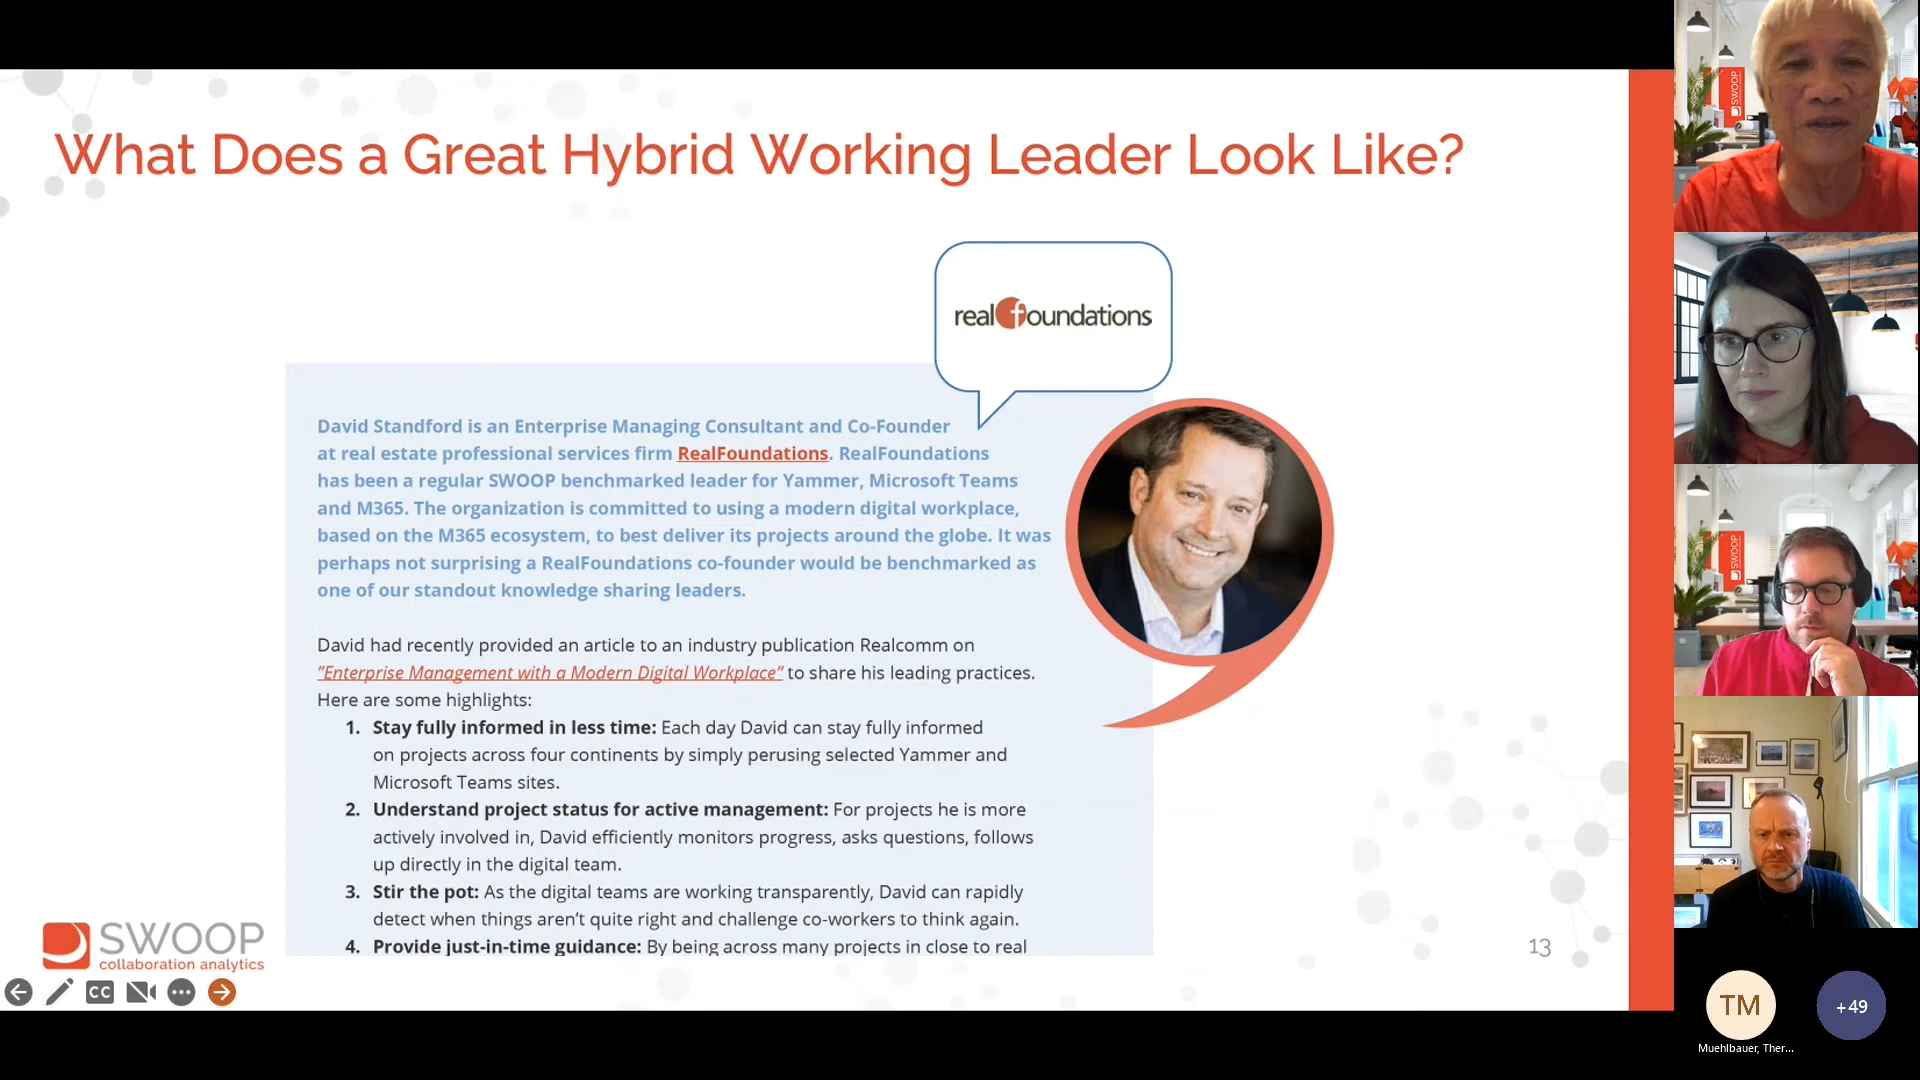 What Does a Great Hybrid Working Leader Look Like?
realfoundations
David Standford is an Enterprise Managing Consultant and Co-Founder
at real estate professional services firm RealFoundations. RealFoundations
has been a regular SWOOP benchmarked leader for Yammer, Microsoft Teams
and M365. The organization is committed to using a modern digital workplace,
based on the M365 ecosystem, to best deliver its projects around the globe. It was
perhaps not surprising a RealFoundations co-founder would be benchmarked as
one of our standout knowledge sharing leaders.
David had recently provided an article to an industry publication Realcomm on
"Enterprise Management with a Modern Digital Workplace" to share his leading practices.
Here are some highlights:
1. Stay fully informed in less time: Each day David can stay fully informed
on projects across four continents by simply perusing selected Yammer and
Microsoft Teams sites.
2. Understand project status for active management: For projects he is more
actively involved in, David efficiently monitors progress, asks questions, follows
up directly in the digital team.
3. Stir the pot: As the digital teams are working transparently, David can rapidly
detect when things aren't quite right and challenge co-workers to think again.
4. Provide just-in-time guidance: By being across many projects in close to real
SWOOP
collaboration analytics
13
CC
SWOOP
SWOOP
TM
+49
Muehlbauer, Ther...